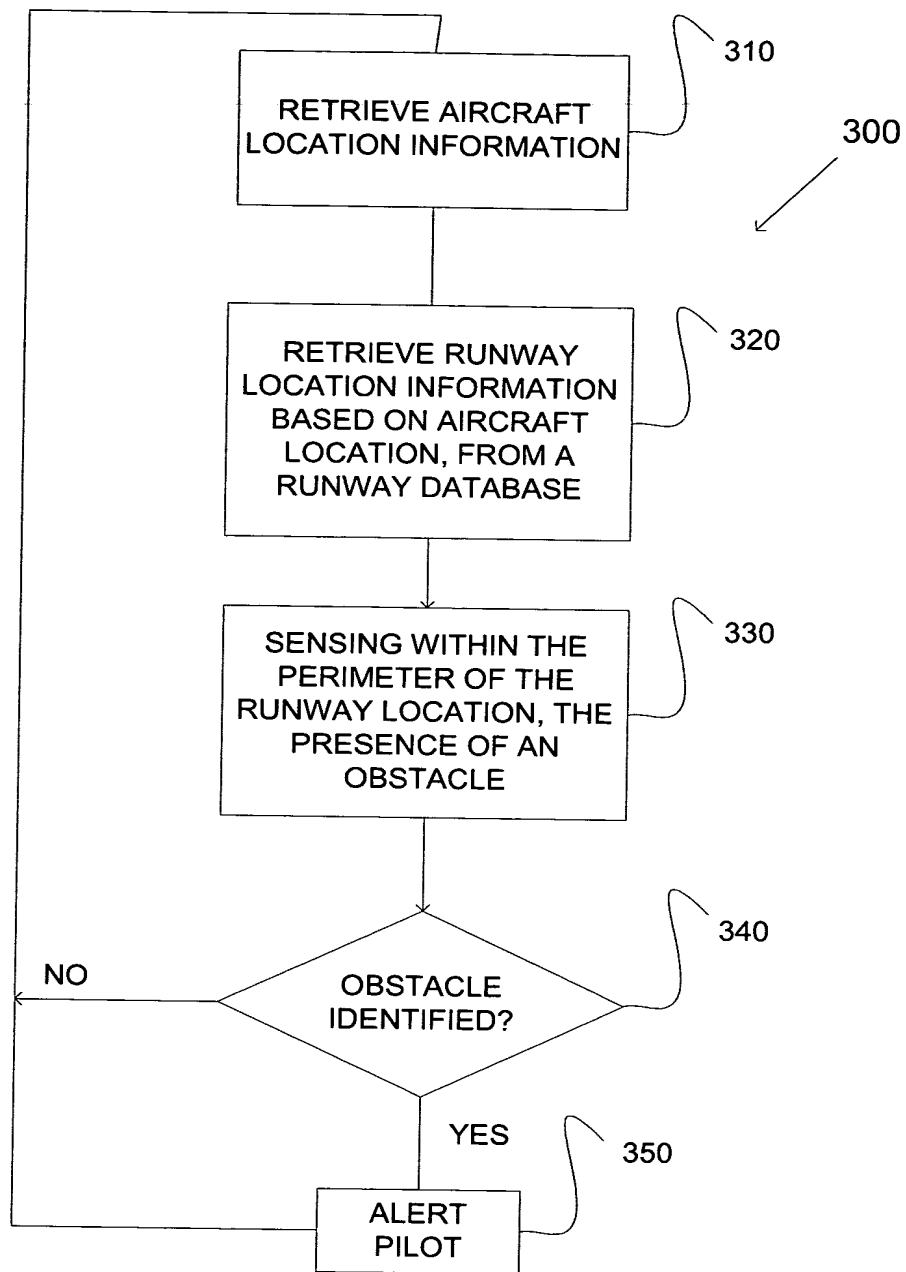 310
RETRIEVE AIRCRAFT
LOCATION INFORMATION
300
320
RETRIEVE RUNWAY
LOCATION INFORMATION
BASED ON AIRCRAFT
LOCATION, FROM A
RUNWAY DATABASE
330
SENSING WITHIN THE
PERIMETER OF THE
RUNWAY LOCATION, THE
PRESENCE OF AN
OBSTACLE
340
NO
OBSTACLE
IDENTIFIED?
YES
350
ALERT
PILOT